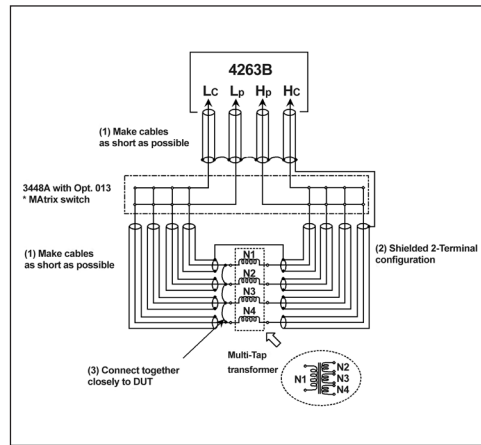 4263B
Lc Lp Hp Hc
(1) Make cables
as short as possible
3448A with Opt. 013
* MAtrix switch
(1) Make cables
as short as possible
(2) Shielded 2-Terminal
configuration
N1
N2
N3
N4
(3) Connect together
closely to DUT
Multi-Tap
transformer
N1
N2
N3
N4